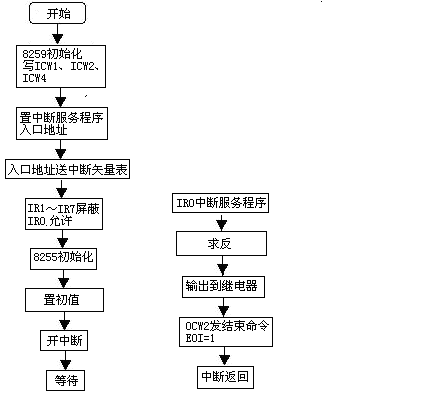 开始
8259初始化
写ICW1、ICW2、
ICW4
置中断服务程序
入口地址
入口地址送中断矢量表
IR1～IR7屏蔽
IR0,允许
8255初始化
置初值
开中断
等待
IR0中断服务程序
求反
输出到继电器
OCW2发结束命令
EOI=1
中断返回